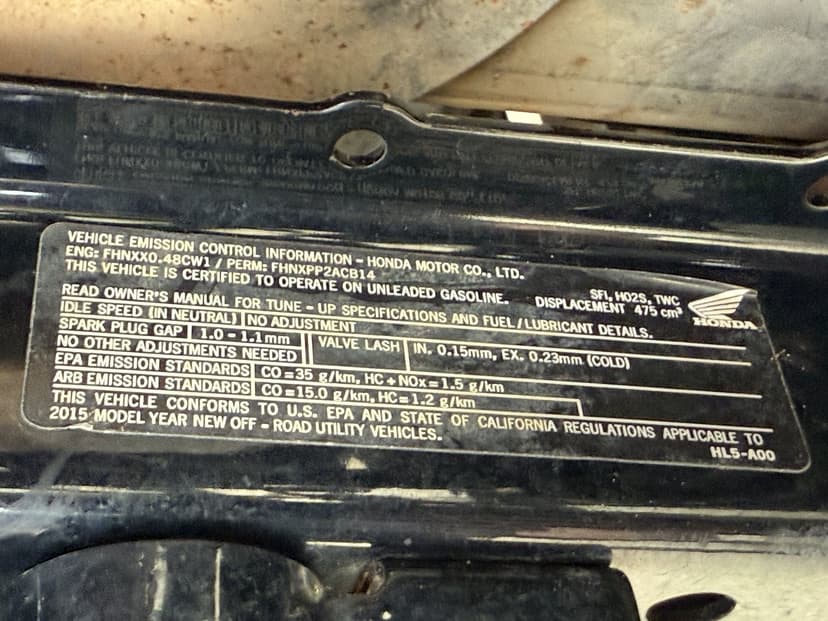 VEHICLE EMISSION CONTROL INFORMATION - HONDA MOTOR CO., LTD.
ENG: FHNXX0.48CW1 / PERM: FHNXPP2ACB14
THIS VEHICLE IS CERTIFIED TO OPERATE ON UNLEADED GASOLINE.
SFI, HO2S, TWC
DISPLACEMENT 475 cm³
HONDA
READ OWNER'S MANUAL FOR TUNE - UP SPECIFICATIONS AND FUEL/LUBRICANT DETAILS.
IDLE SPEED (IN NEUTRAL) NO ADJUSTMENT
SPARK PLUG GAP 1.0 - 1.1mm VALVE LASH IN. 0.15mm, EX. 0.23mm (COLD)
NO OTHER ADJUSTMENTS NEEDED
EPA EMISSION STANDARDS CO=35 g/km, HC+NOx=1.5 g/km
ARB EMISSION STANDARDS CO=15.0 g/km, HC=1.2 g/km
THIS VEHICLE CONFORMS TO U.S. EPA AND STATE OF CALIFORNIA REGULATIONS APPLICABLE TO
2015 MODEL YEAR NEW OFF - ROAD UTILITY VEHICLES.
HL5-A00